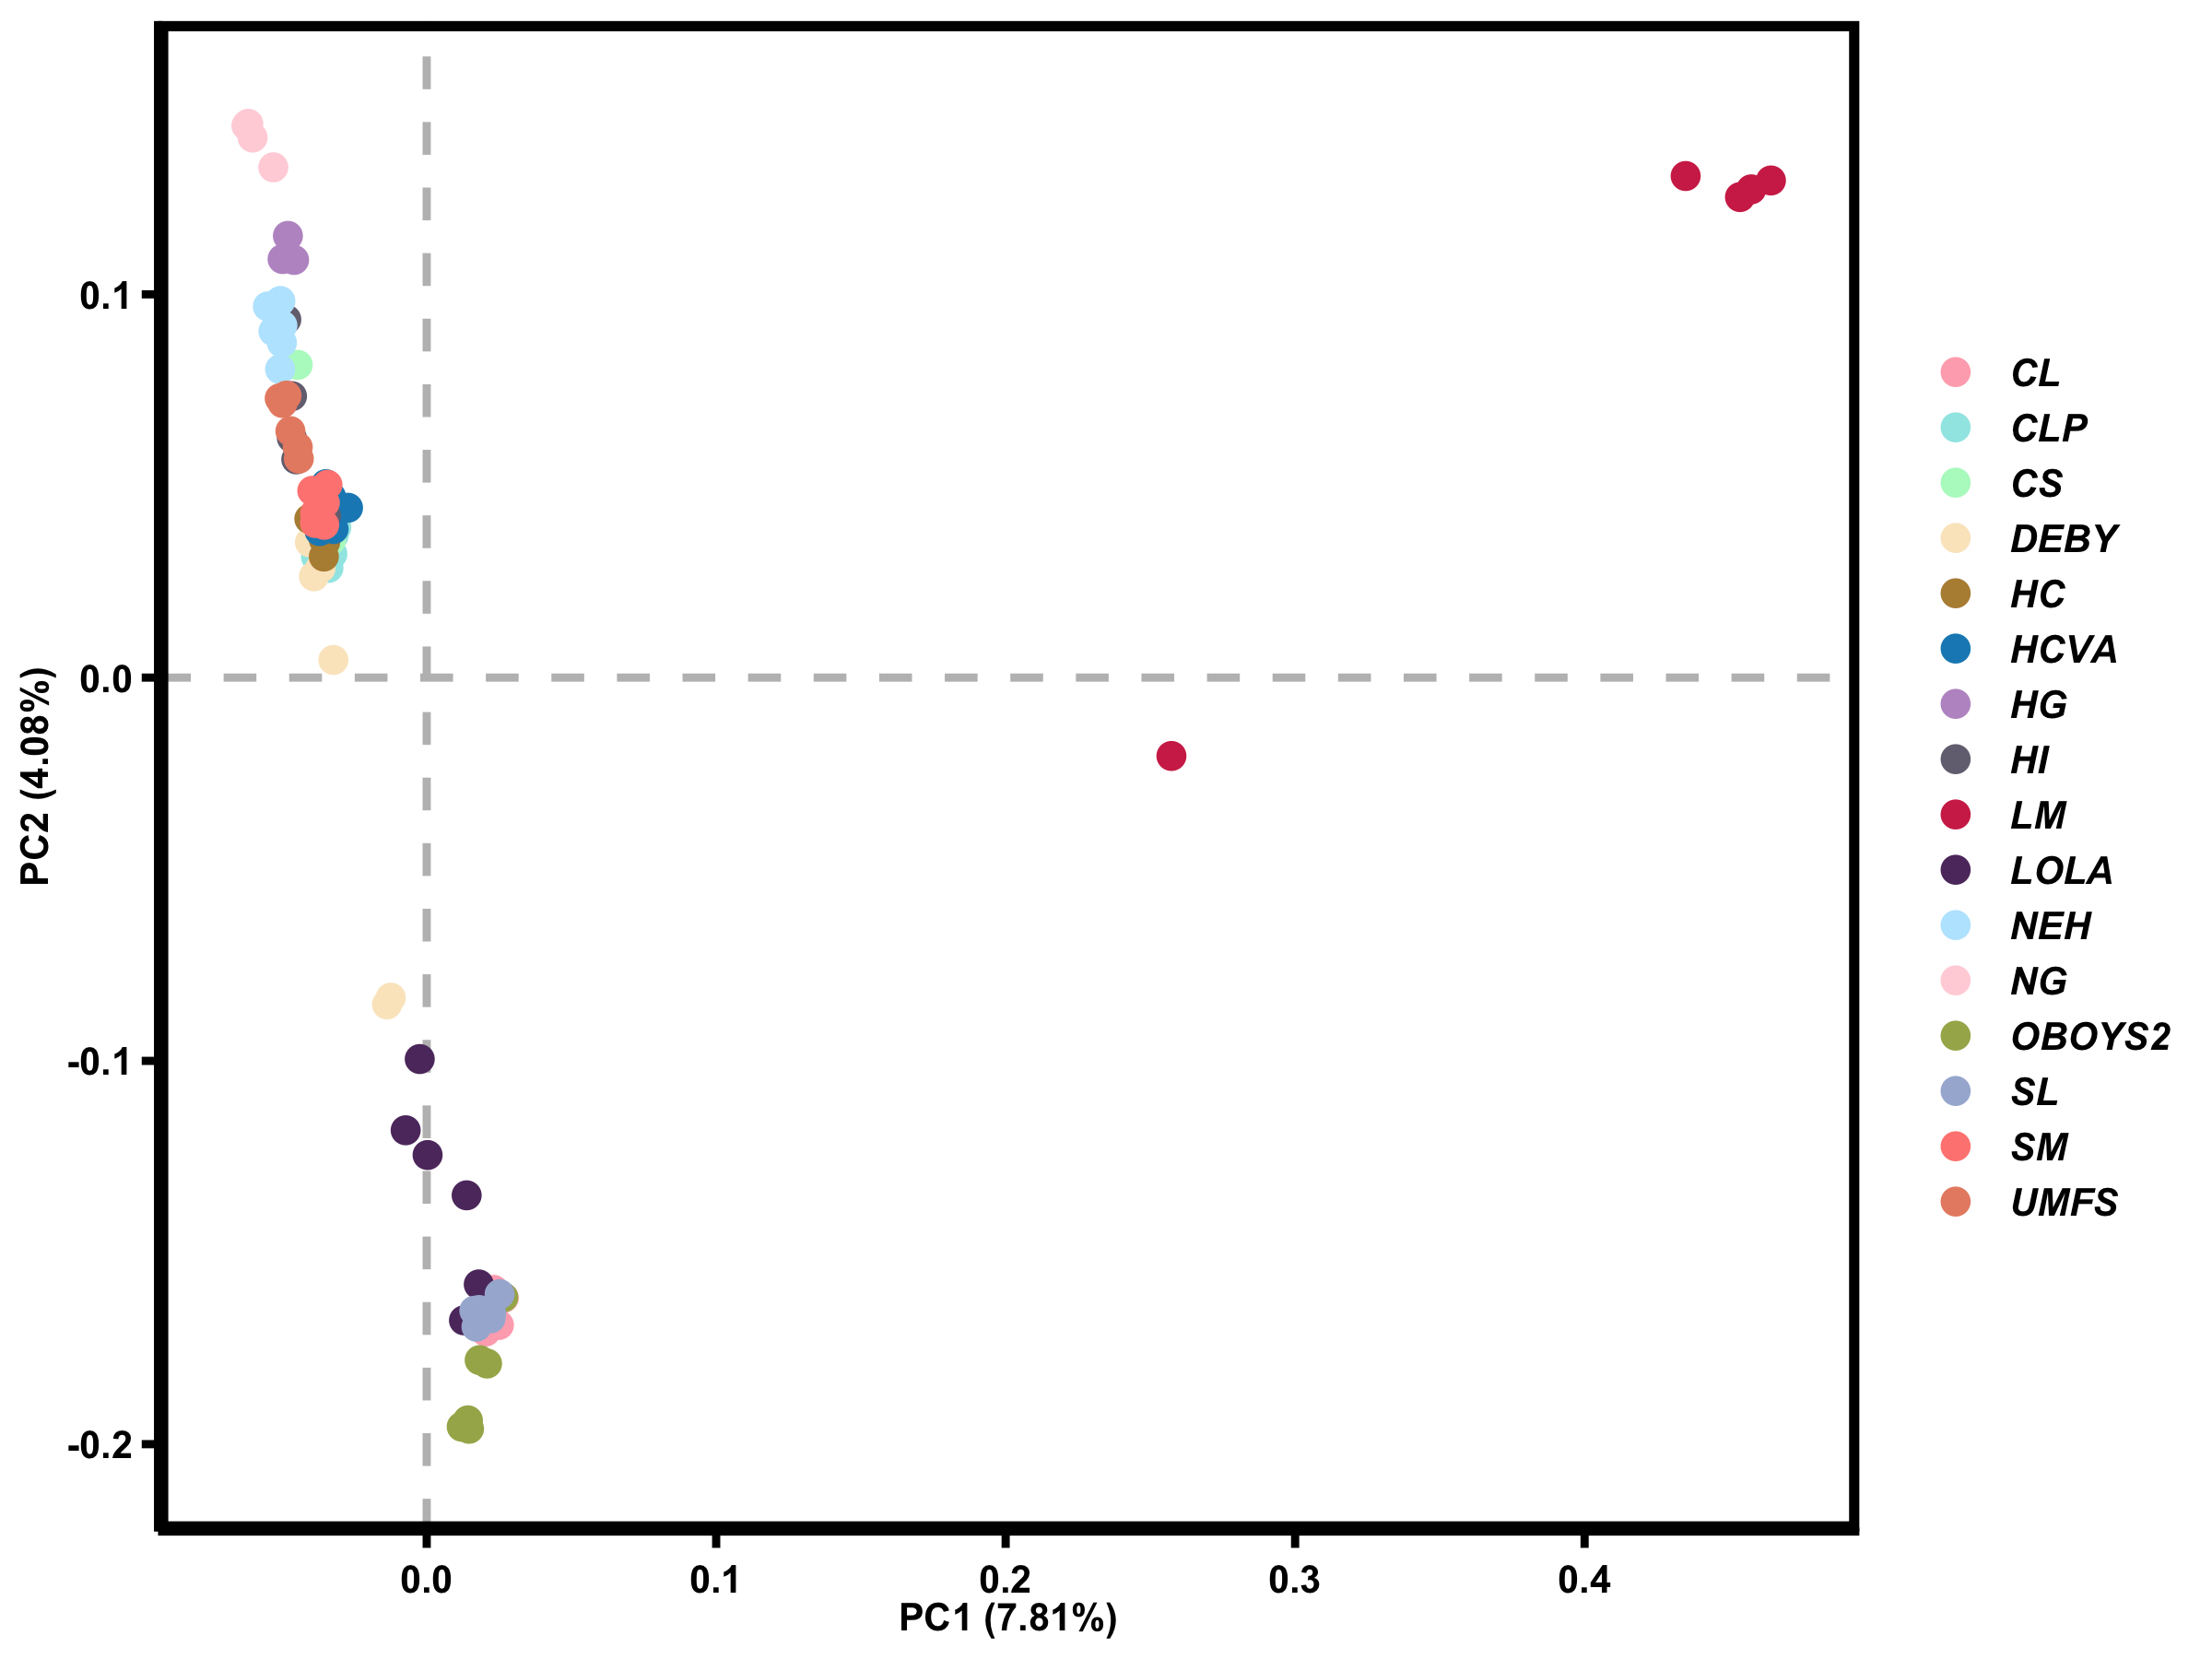 0.1
0.0
-0.1
-0.2
PC2 (4.08%)
0.0
0.1
0.2
0.3
0.4
PC1 (7.81%)
CL
CLP
CS
DEBY
HC
HCVA
HG
HI
LM
LOLA
NEH
NG
OBOYS2
SL
SM
UMFS